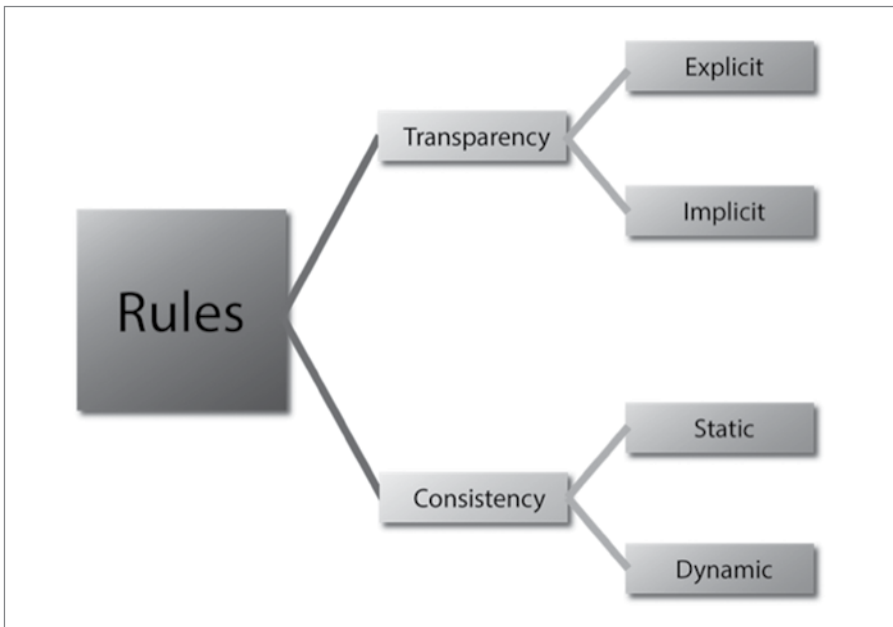 Rules
Transparency
Explicit
Implicit
Consistency
Static
Dynamic